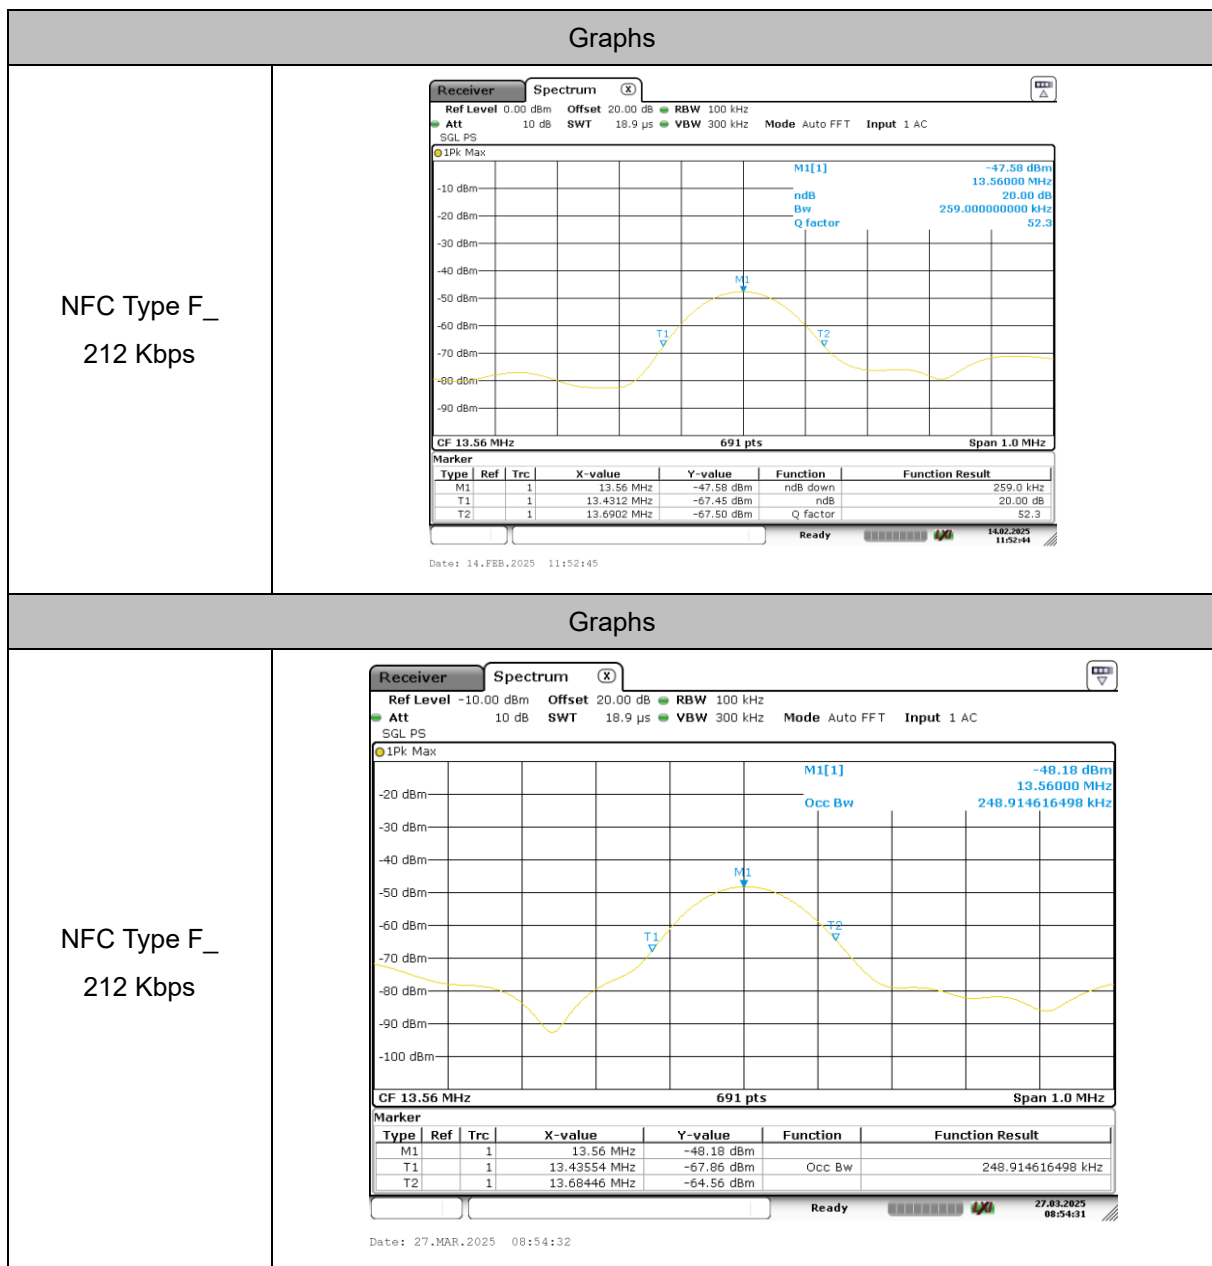 Graphs
NFC Type F_
212 Kbps
Receiver Spectrum X
Ref Level 0.00 dBm Offset 20.00 dB RBW 100 kHz
Att 10 dB SWT 18.9 µs VBW 300 kHz Mode Auto FFT Input 1 AC
SGL PS
1Pk Max
M1[1] -47.58 dBm
13.56000 MHz
ndB 20.00 dB
Bw 259.000000000 kHz
Q factor 52.3
-10 dBm
-20 dBm
-30 dBm
-40 dBm
M1
-50 dBm
-60 dBm
T1 T2
-70 dBm
-80 dBm
-90 dBm
CF 13.56 MHz 691 pts Span 1.0 MHz
Marker
Type Ref Trc X-value Y-value Function Function Result
M1 1 13.56 MHz -47.58 dBm ndB down 259.0 kHz
T1 1 13.4312 MHz -67.45 dBm ndB 20.00 dB
T2 1 13.6902 MHz -67.50 dBm Q factor 52.3
Ready LXI 14.02.2025
11:52:44
Date: 14.FEB.2025 11:52:45
Graphs
NFC Type F_
212 Kbps
Receiver Spectrum X
Ref Level -10.00 dBm Offset 20.00 dB RBW 100 kHz
Att 10 dB SWT 18.9 µs VBW 300 kHz Mode Auto FFT Input 1 AC
SGL PS
1Pk Max
M1[1] -48.18 dBm
13.56000 MHz
Occ Bw 248.914616498 kHz
-20 dBm
-30 dBm
-40 dBm
M1
-50 dBm
-60 dBm
T1 T2
-70 dBm
-80 dBm
-90 dBm
-100 dBm
CF 13.56 MHz 691 pts Span 1.0 MHz
Marker
Type Ref Trc X-value Y-value Function Function Result
M1 1 13.56 MHz -48.18 dBm
T1 1 13.43554 MHz -67.86 dBm Occ Bw 248.914616498 kHz
T2 1 13.68446 MHz -64.56 dBm
Ready LXI 27.03.2025
08:54:31
Date: 27.MAR.2025 08:54:32